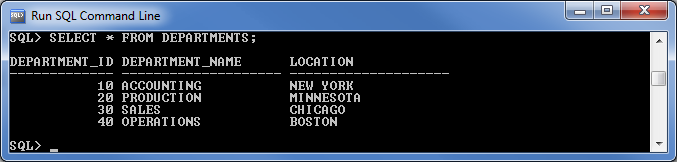 Run SQL Command Line
SQL> SELECT * FROM DEPARTMENTS;
DEPARTMENT_ID DEPARTMENT_NAME LOCATION
------------- -------------------- --------------------
10 ACCOUNTING NEW YORK
20 PRODUCTION MINNESOTA
30 SALES CHICAGO
40 OPERATIONS BOSTON
SQL> _